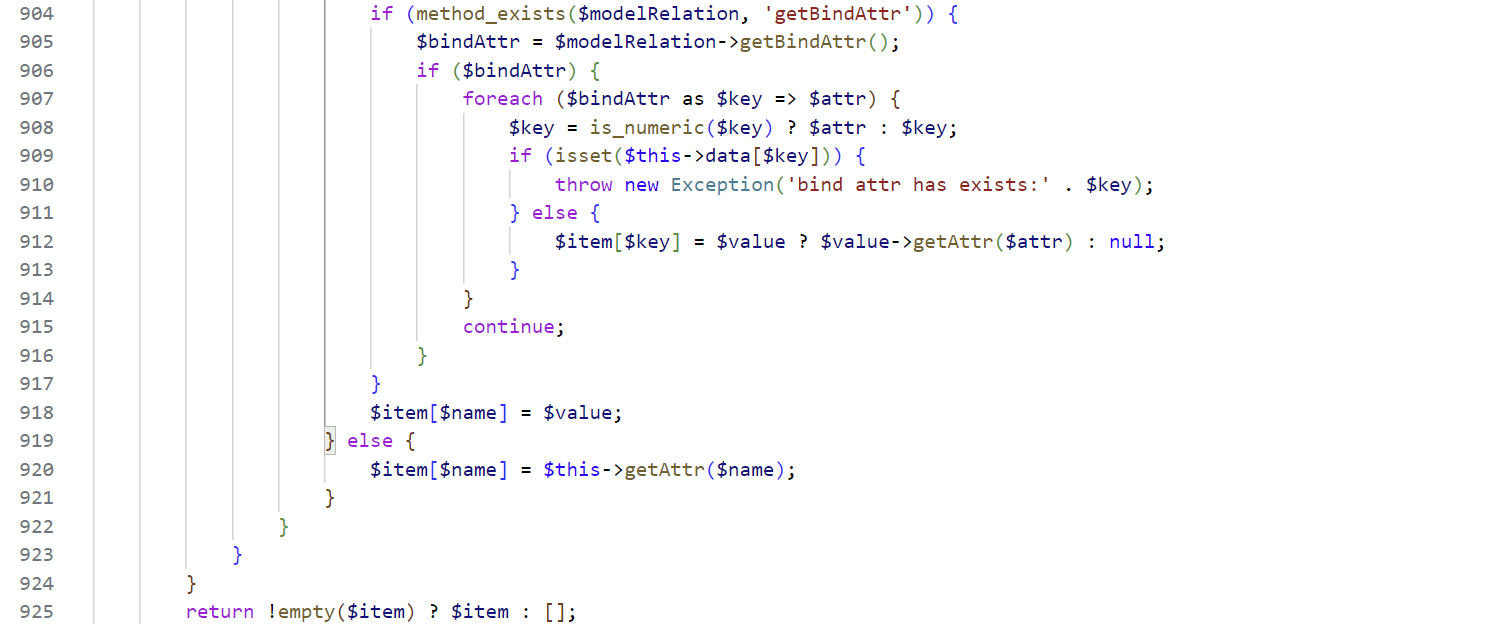 904 if (method_exists($modelRelation, 'getBindAttr')) {
905 $bindAttr = $modelRelation->getBindAttr();
906 if ($bindAttr) {
907 foreach ($bindAttr as $key => $attr) {
908 $key = is_numeric($key) ? $attr : $key;
909 if (isset($this->data[$key])) {
910 throw new Exception('bind attr has exists:' . $key);
911 } else {
912 $item[$key] = $value ? $value->getAttr($attr) : null;
913 }
914 }
915 continue;
916 }
917 }
918 $item[$name] = $value;
919 } else {
920 $item[$name] = $this->getAttr($name);
921 }
922 }
923 }
924 }
925 return !empty($item) ? $item : [];